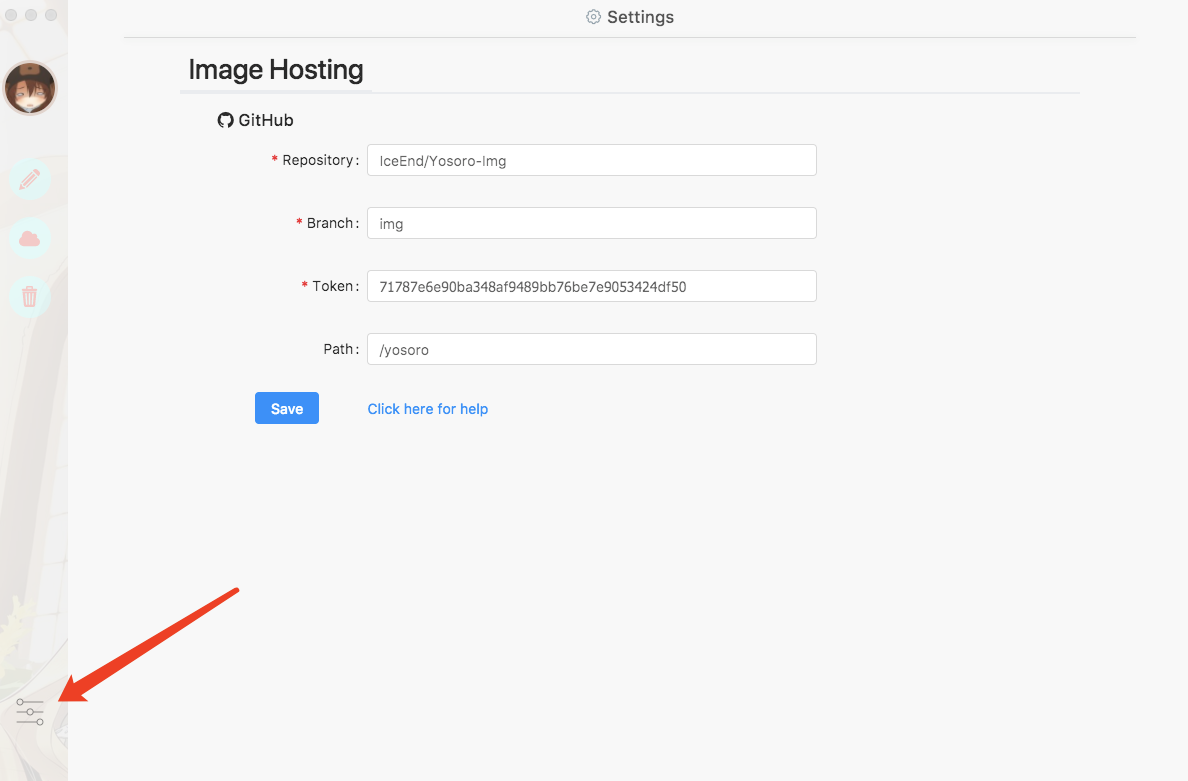 Settings
Image Hosting
GitHub
* Repository: IceEnd/Yosoro-Img
* Branch: img
* Token: 71787e6e90ba348af9489bb76be7e9053424df50
Path: /yosoro
Save Click here for help